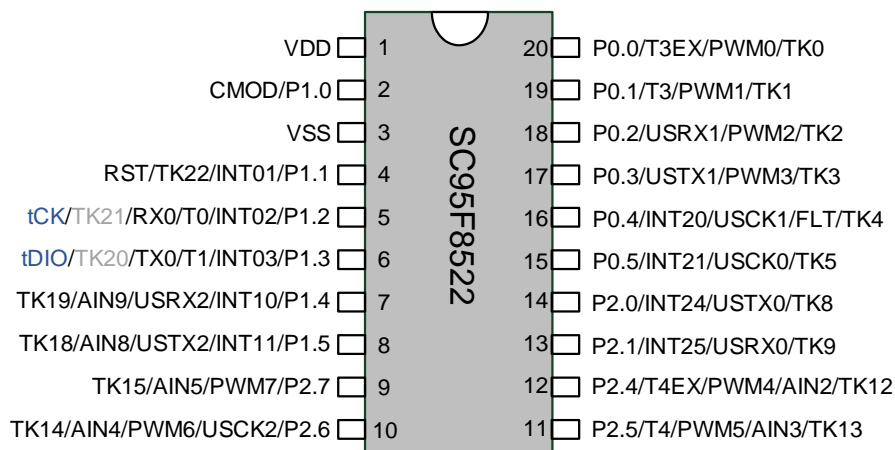 VDD 1 20 P0.0/T3EX/PWM0/TK0
CMOD/P1.0 2 19 P0.1/T3/PWM1/TK1
VSS 3 18 P0.2/USRX1/PWM2/TK2
RST/TK22/INT01/P1.1 4 17 P0.3/USTX1/PWM3/TK3
tCK/TK21/RX0/T0/INT02/P1.2 5 16 P0.4/INT20/USCK1/FLT/TK4
tDIO/TK20/TX0/T1/INT03/P1.3 6 15 P0.5/INT21/USCK0/TK5
TK19/AIN9/USRX2/INT10/P1.4 7 14 P2.0/INT24/USTX0/TK8
TK18/AIN8/USTX2/INT11/P1.5 8 13 P2.1/INT25/USRX0/TK9
TK15/AIN5/PWM7/P2.7 9 12 P2.4/T4EX/PWM4/AIN2/TK12
TK14/AIN4/PWM6/USCK2/P2.6 10 11 P2.5/T4/PWM5/AIN3/TK13
SC95F8522